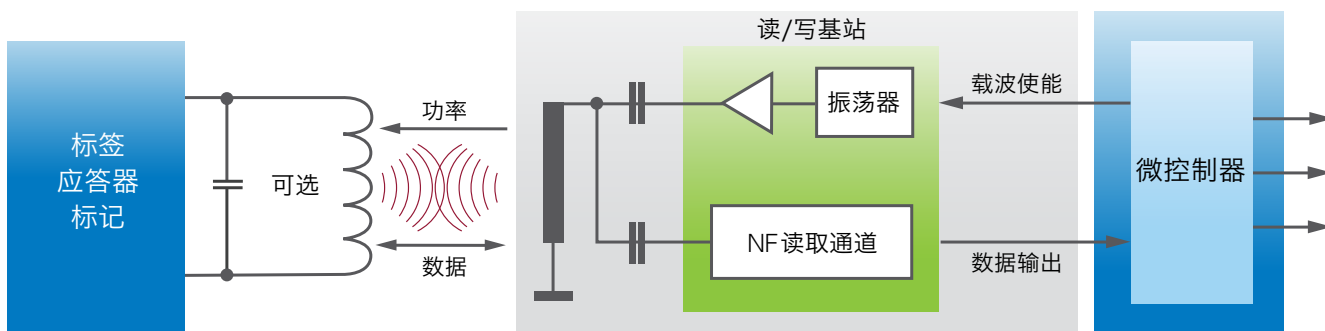 读/写基站
标签
应答器
标记
可选
功率
数据
振荡器
NF读取通道
载波使能
数据输出
微控制器